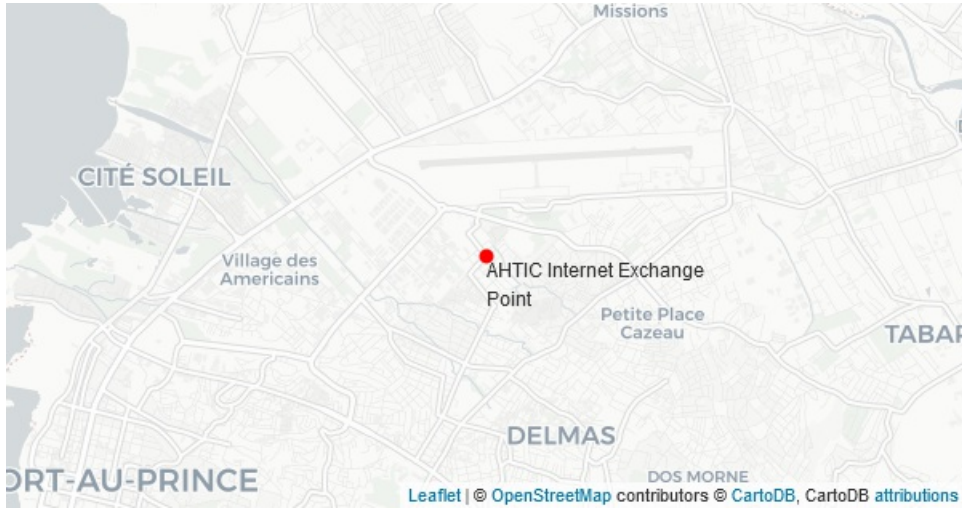 Missions
CITÉ SOLEIL
Village des
Americains
AHTIC Internet Exchange
Point
Petite Place
Cazeau
TABAR
DELMAS
DOS MORNE
ORT-AU-PRINCE
Leaflet | © OpenStreetMap contributors © CartoDB, CartoDB attributions